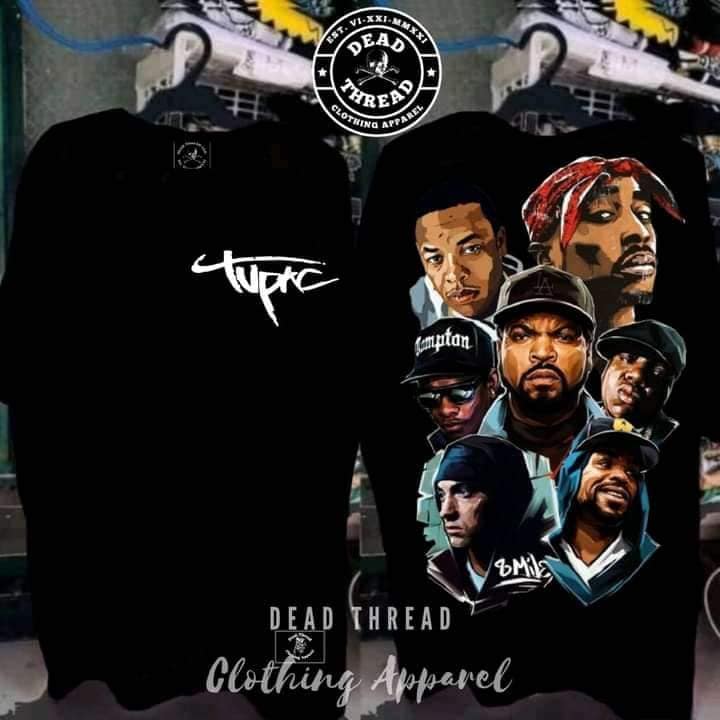 EST. VI-XXI-MMXXI
DEAD
THREAD
CLOTHING APPAREL
TUPAC
Compton
8 Mile
DEAD THREAD
Clothing Apparel